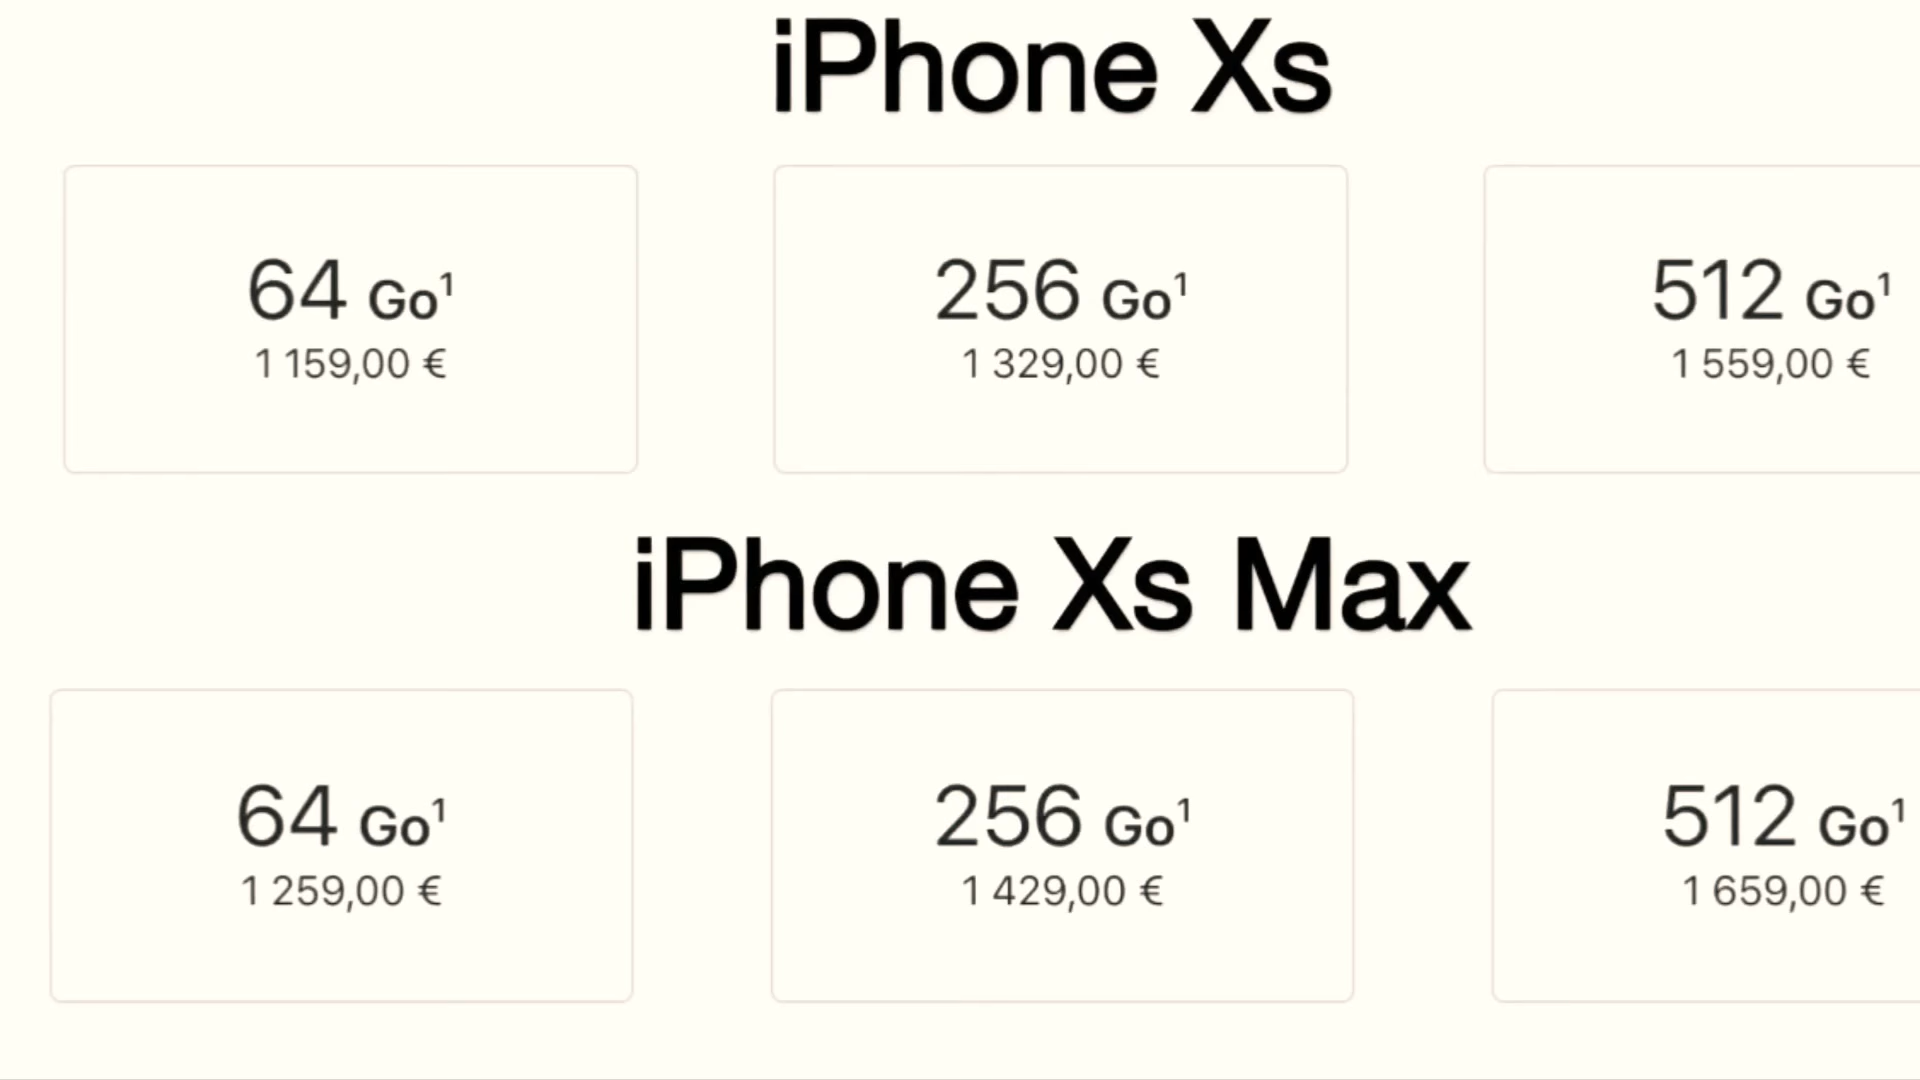 iPhone Xs
64 Go¹
1 159,00 €
256 Go¹
1 329,00 €
512 Go¹
1 559,00 €
iPhone Xs Max
64 Go¹
1 259,00 €
256 Go¹
1 429,00 €
512 Go¹
1 659,00 €